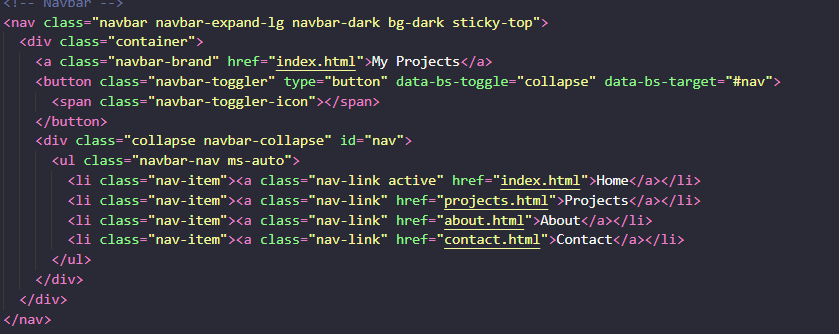 <!-- Navbar -->
<nav class="navbar navbar-expand-lg navbar-dark bg-dark sticky-top">
<div class="container">
<a class="navbar-brand" href="index.html">My Projects</a>
<button class="navbar-toggler" type="button" data-bs-toggle="collapse" data-bs-target="#nav">
<span class="navbar-toggler-icon"></span>
</button>
<div class="collapse navbar-collapse" id="nav">
<ul class="navbar-nav ms-auto">
<li class="nav-item"><a class="nav-link active" href="index.html">Home</a></li>
<li class="nav-item"><a class="nav-link" href="projects.html">Projects</a></li>
<li class="nav-item"><a class="nav-link" href="about.html">About</a></li>
<li class="nav-item"><a class="nav-link" href="contact.html">Contact</a></li>
</ul>
</div>
</div>
</nav>